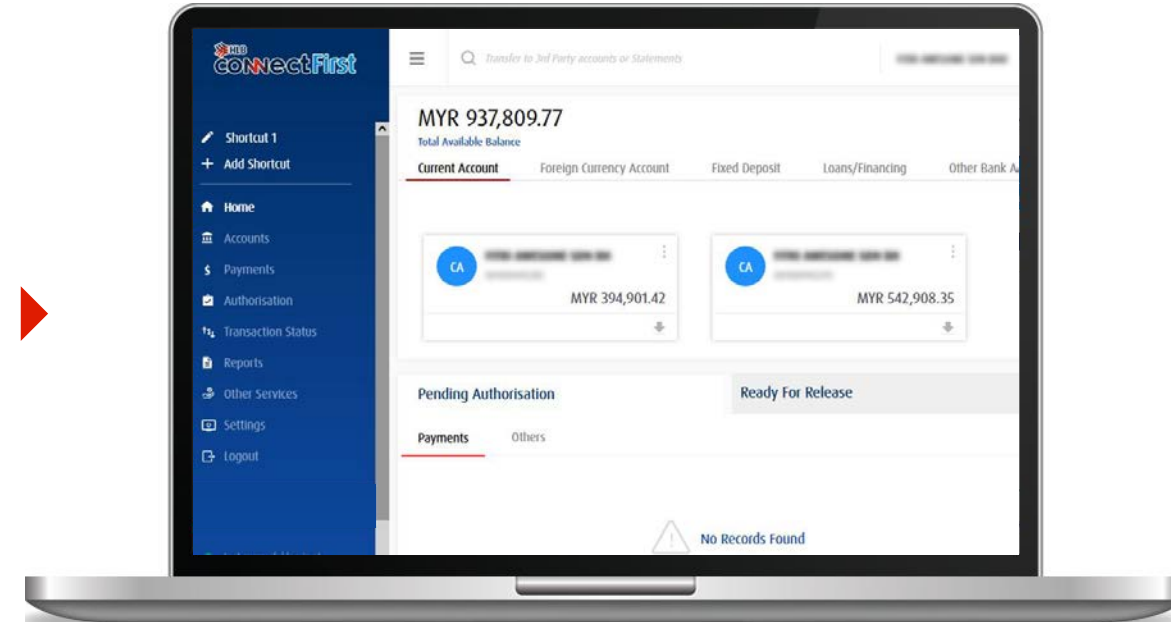 HLB
CONNECTFirst
Transfer to 3rd Party accounts or Statements
Shortcut 1
Add Shortcut
Home
Accounts
Payments
Authorisation
Transaction Status
Reports
Other Services
Settings
Logout
MYR 937,809.77
Total Available Balance
Current Account Foreign Currency Account Fixed Deposit Loans/Financing Other Bank
CA
MYR 394,901.42
CA
MYR 542,908.35
Pending Authorisation Ready For Release
Payments Others
No Records Found